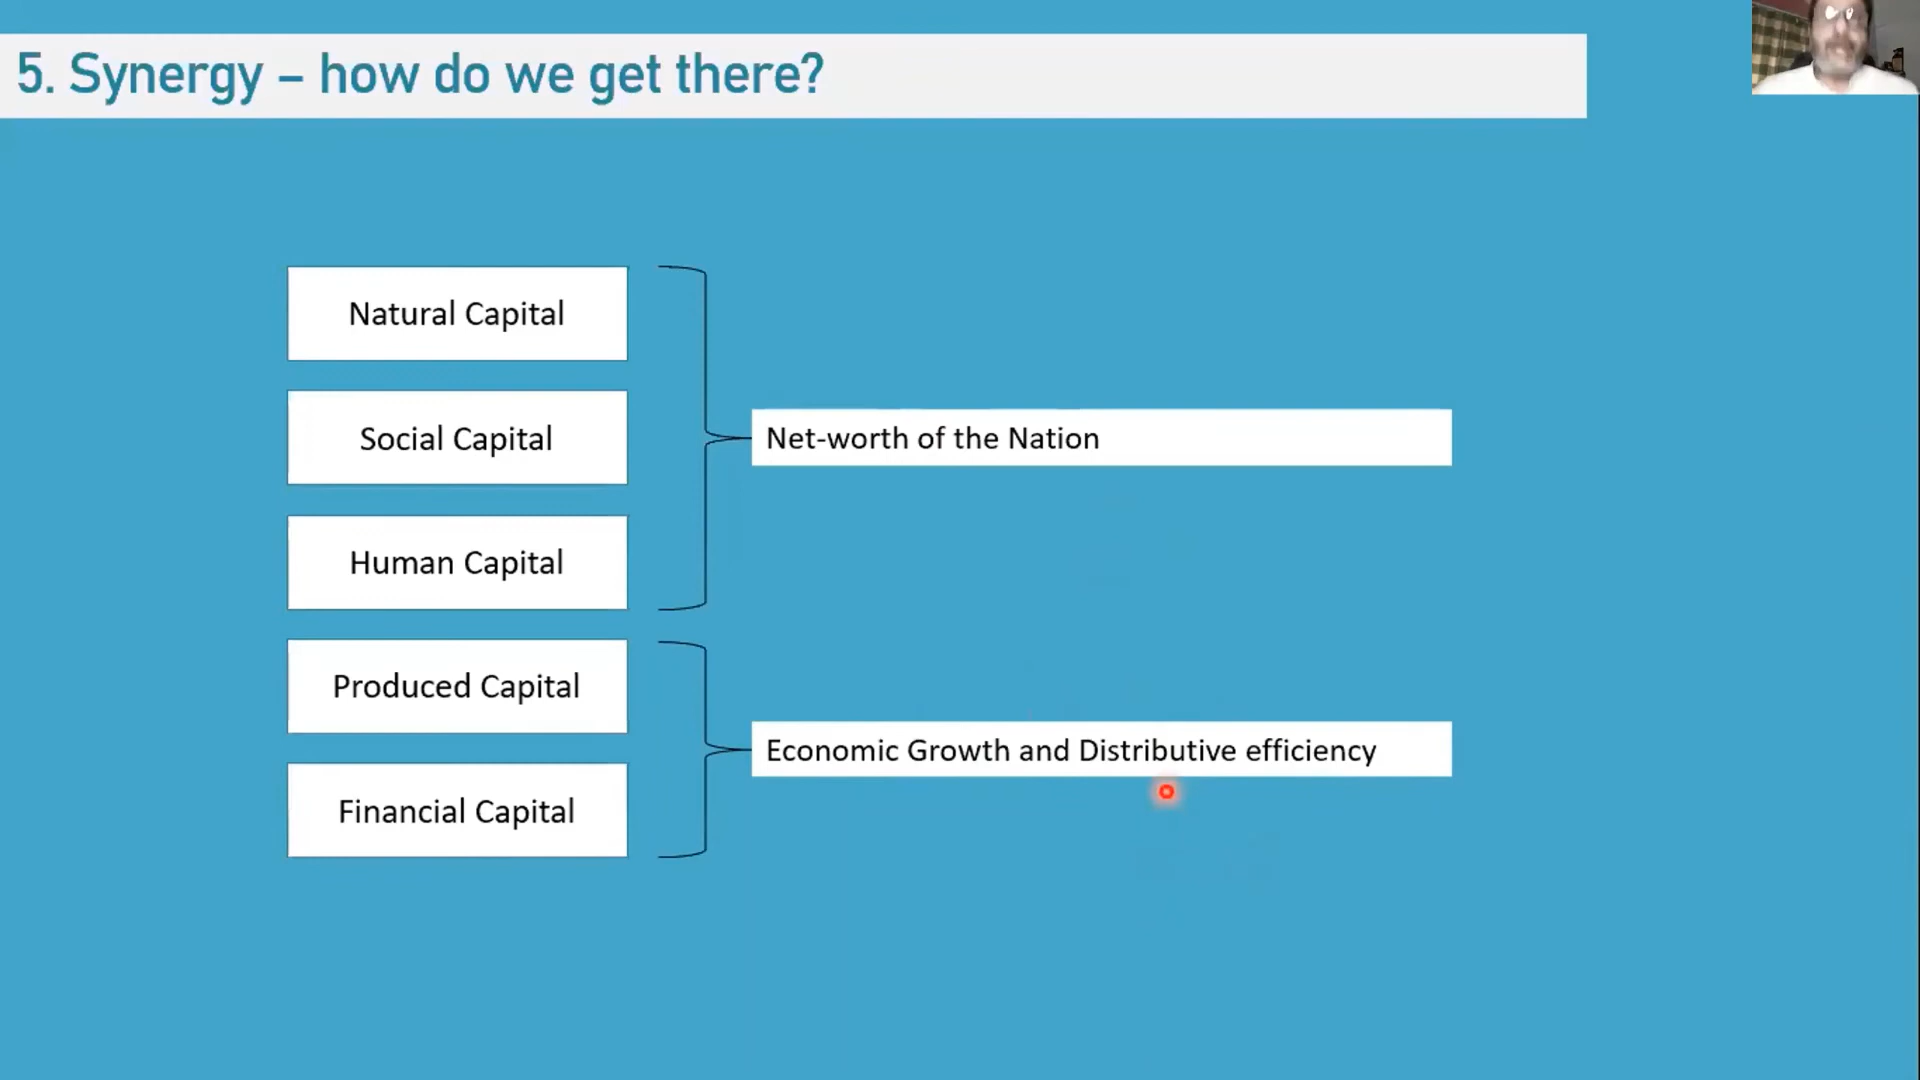 5. Synergy – how do we get there?
Natural Capital
Social Capital
Human Capital
Net-worth of the Nation
Produced Capital
Financial Capital
Economic Growth and Distributive efficiency